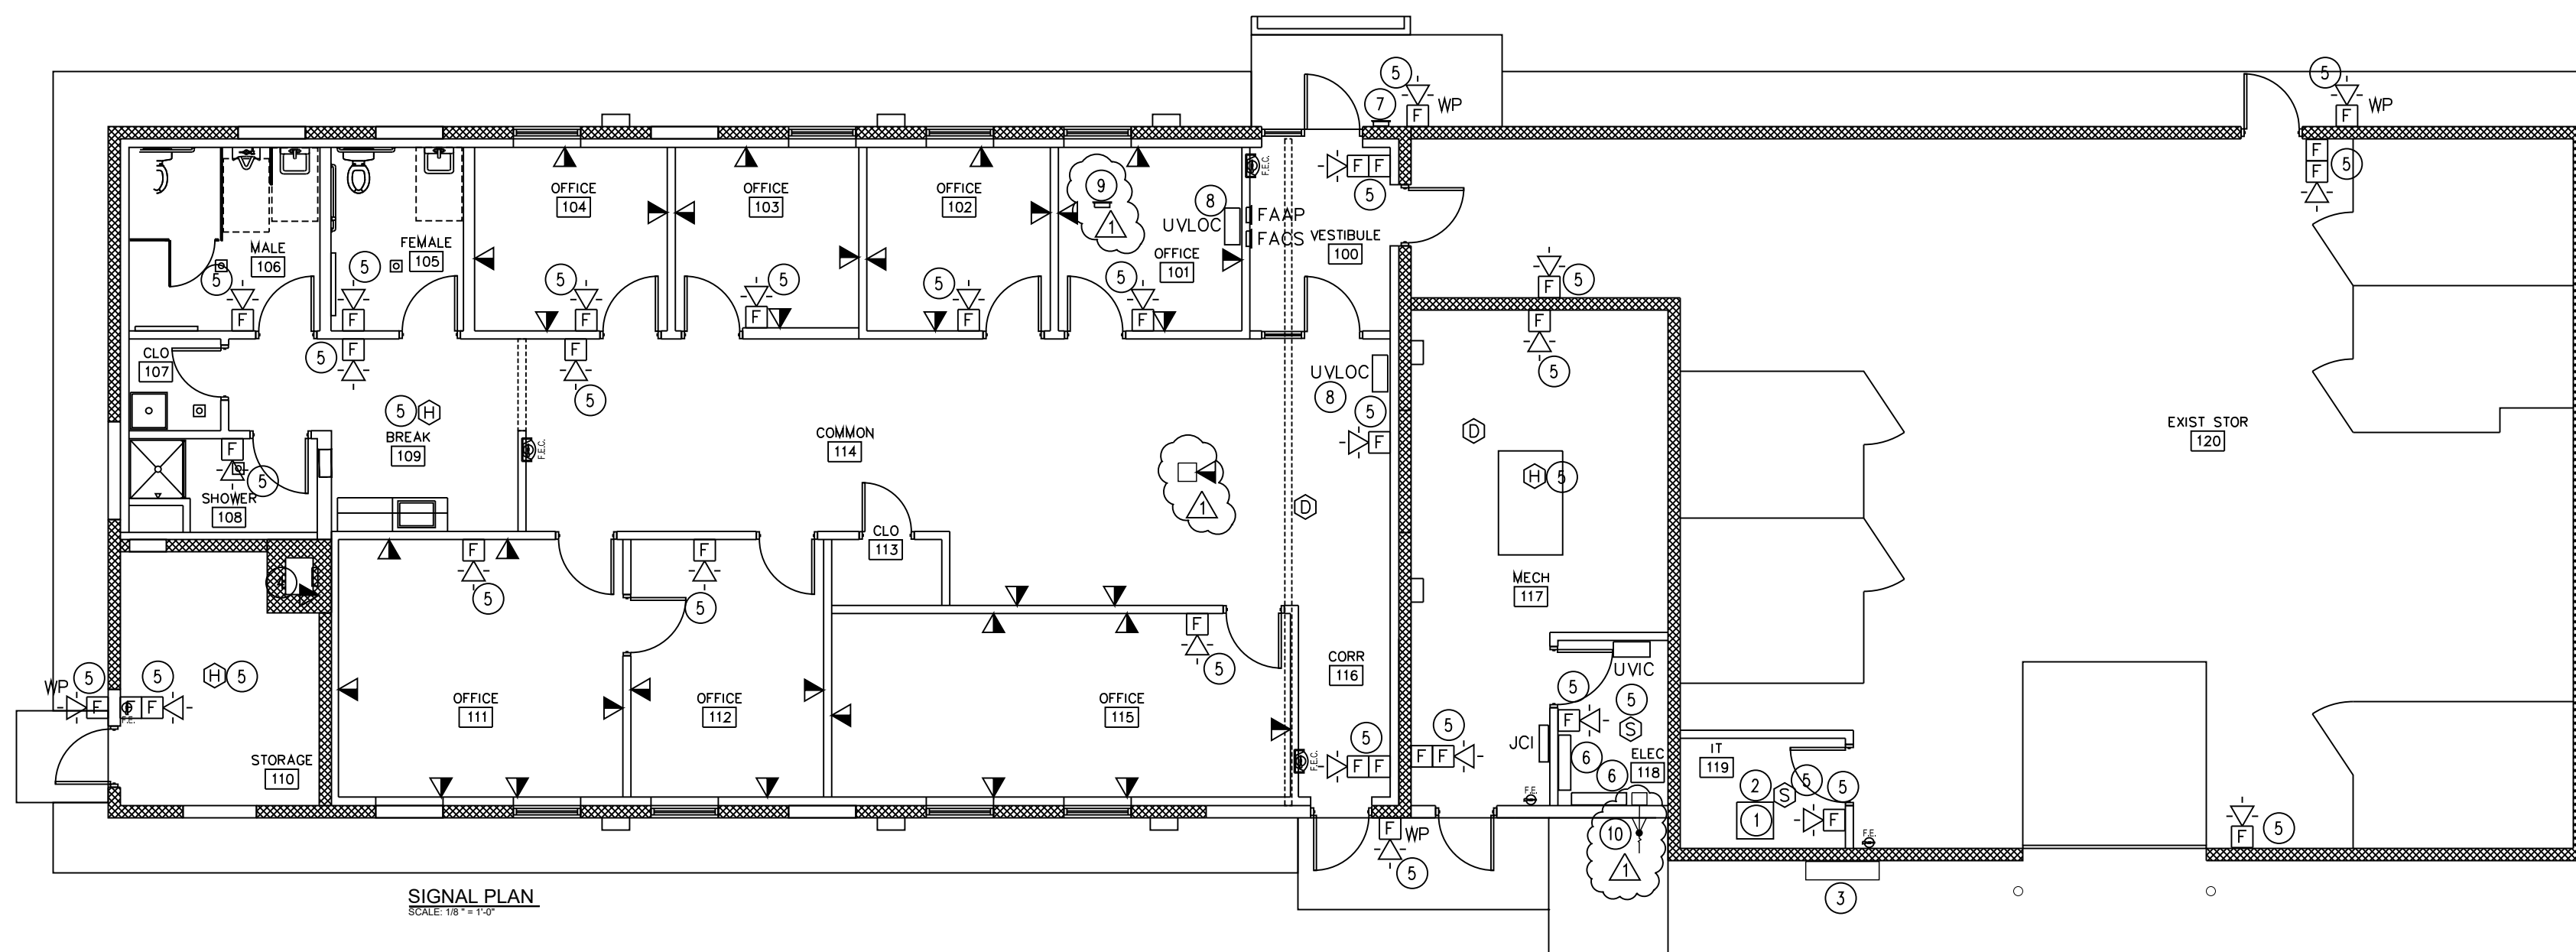 5
5
7
WP
5
WP
F
F
F
F
5
F.E.C.
F F
5
OFFICE
104
OFFICE
103
OFFICE
102
9
1
8
UVLOC
FAAP
FACS
VESTIBULE
100
MALE
106
FEMALE
105
OFFICE
101
5
5
5
5
5
5
5
F
F
F
F
F
F
F
F
CLO
107
5
F
F
5
F
5
UVLOC
8
5
F
5
H
BREAK
109
F.E.C.
COMMON
114
D
D
EXIST STOR
120
F
5
SHOWER
108
H
5
1
CLO
113
F
5
F
5
MECH
117
F
5
H
5
WP
5
5
F
F
F
F.E.
STORAGE
110
OFFICE
111
OFFICE
112
OFFICE
115
CORR
116
UVIC
5
5
F
S
JCI
6
6
ELEC
118
IT
119
5
F F
F.E.C.
5
F F
F.E.
2
S
5
5
1
F
F.E.
F
5
F
WP
5
10
1
3
SIGNAL PLAN
SCALE: 1/8 " = 1'-0"